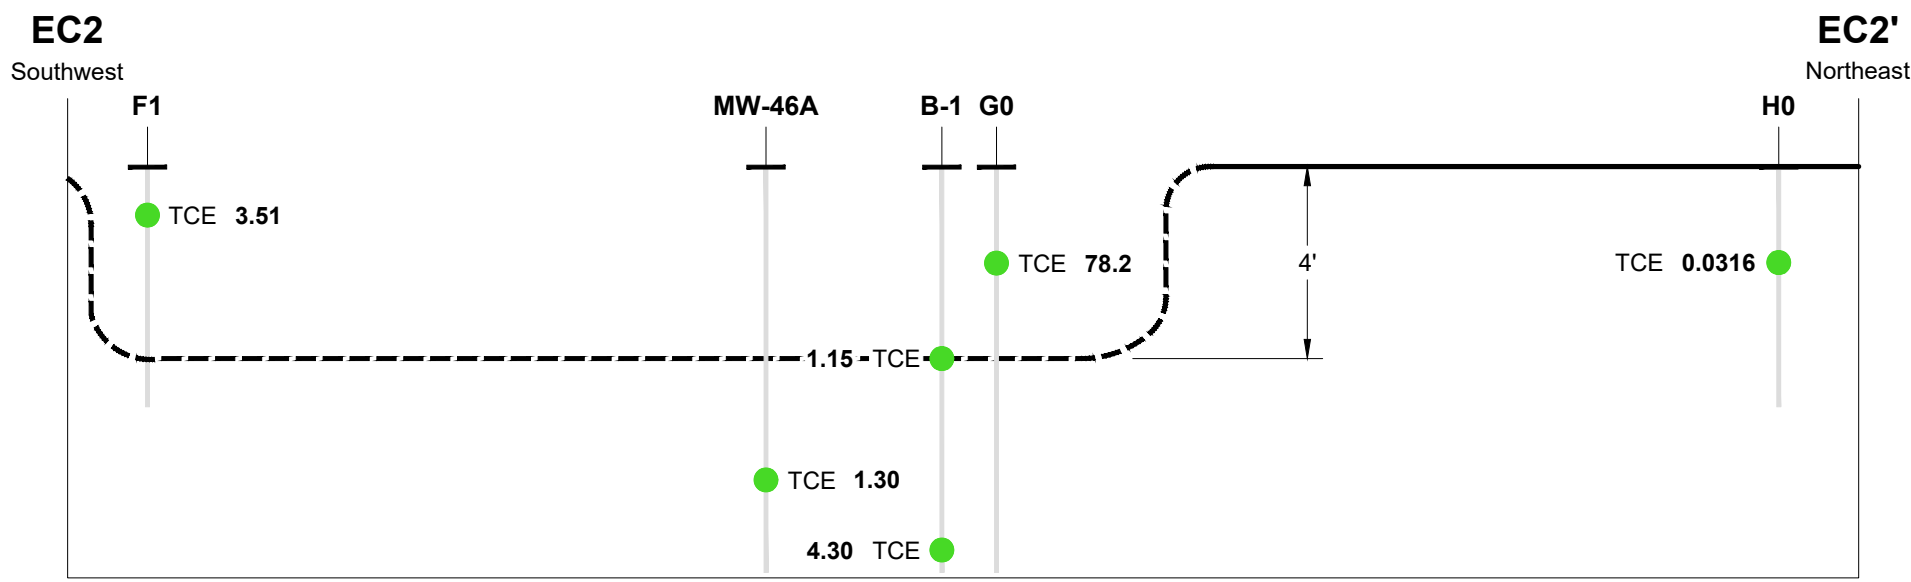 EC2
EC2'
Southwest
Northeast
F1
MW-46A
B-1
G0
H0
TCE 3.51
TCE 78.2
4'
TCE 0.0316
1.15 TCE
TCE 1.30
4.30 TCE